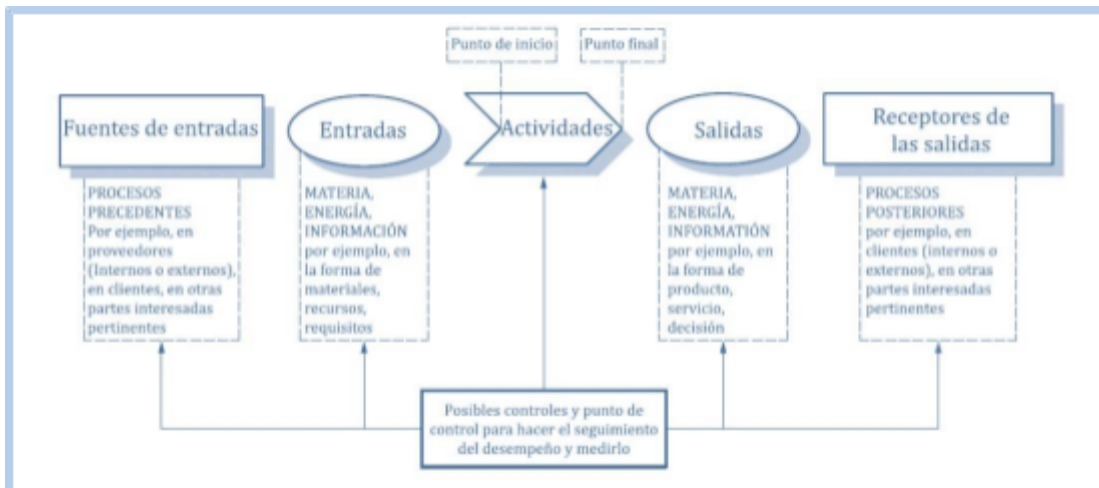 Punto de inicio
Punto final
Fuentes de entradas
Entradas
Actividades
Salidas
Receptores de
las salidas
PROCESOS
PRECEDENTES
Por ejemplo, en
proveedores
(Internos o externos),
en clientes, en otras
partes interesadas
pertinentes
MATERIA,
ENERGÍA,
INFORMACIÓN
por ejemplo, en
la forma de
materiales,
recursos,
requisitos
MATERIA,
ENERGÍA,
INFORMATIÓN
por ejemplo, en
la forma de
producto,
servicio,
decisión
PROCESOS
POSTERIORES
por ejemplo, en
clientes (internos o
externos), en otras
partes interesadas
pertinentes
Posibles controles y punto de
control para hacer el seguimiento
del desempeño y medirlo